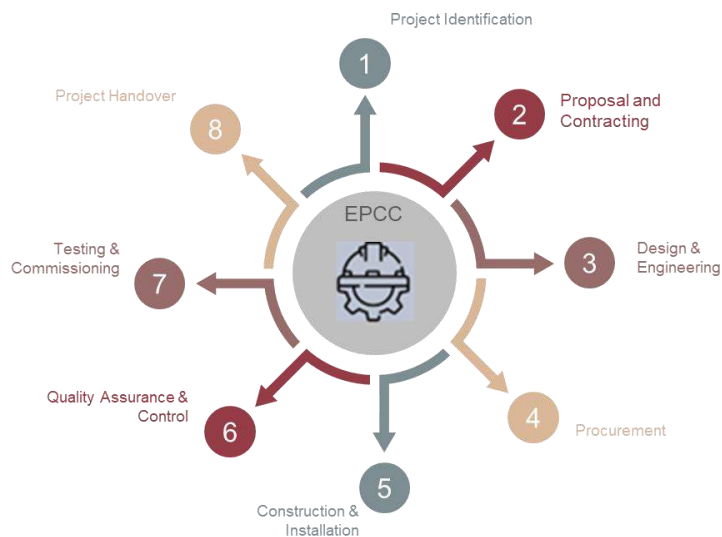 Project Identification
1
Proposal and
Contracting
2
Design &
Engineering
3
Procurement
4
Construction &
Installation
5
Quality Assurance &
Control
6
Testing &
Commissioning
7
Project Handover
8
EPCC